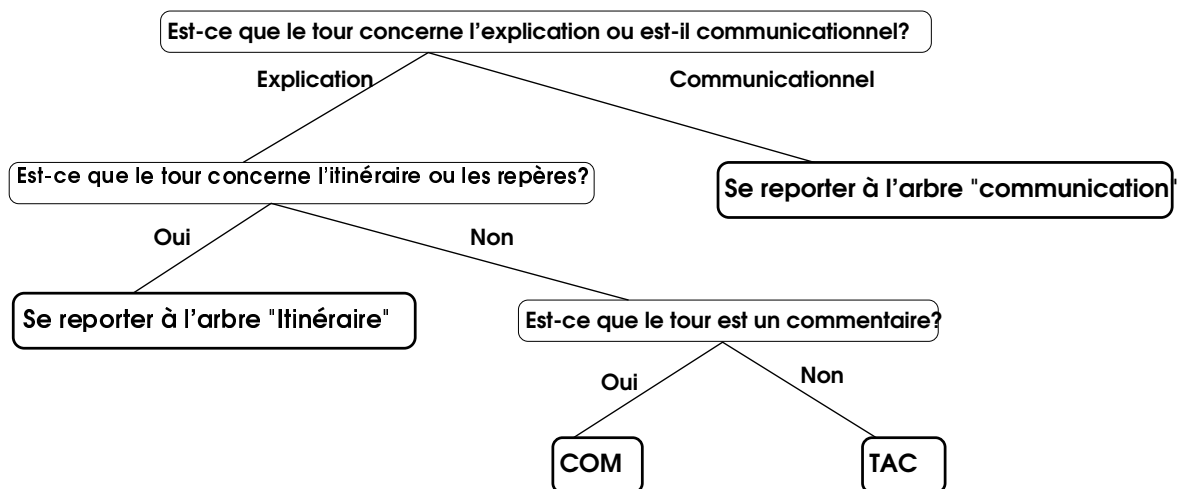 Est-ce que le tour concerne l'explication ou est-il communicationnel?
Explication
Communicationnel
Est-ce que le tour concerne l'itinéraire ou les repères?
Se reporter à l'arbre "communication"
Oui
Non
Se reporter à l'arbre "Itinéraire"
Est-ce que le tour est un commentaire?
Oui
Non
COM
TAC